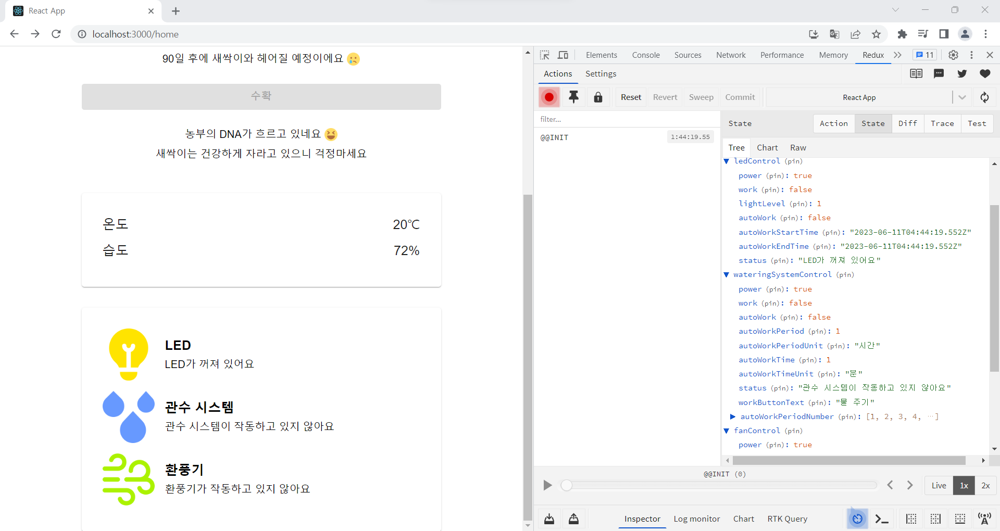 React App
localhost:3000/home
90일 후에 새싹이와 헤어질 예정이에요
수확
농부의 DNA가 흐르고 있네요
새싹이는 건강하게 자라고 있으니 걱정마세요
온도 20℃
습도 72%
LED
LED가 꺼져 있어요
관수 시스템
관수 시스템이 작동하고 있지 않아요
환풍기
환풍기가 작동하고 있지 않아요
Elements Console Sources Network Performance Memory Redux 11
Actions Settings
Reset Revert Sweep Commit React App
filter...
@@INIT 1:44:19.55
State Action State Diff Trace Test
Tree Chart Raw
ledControl (pin)
power (pin): true
work (pin): false
lightLevel (pin): 1
autoWork (pin): false
autoWorkStartTime (pin): "2023-06-11T04:44:19.552Z"
autoWorkEndTime (pin): "2023-06-11T04:44:19.552Z"
status (pin): "LED가 꺼져 있어요"
wateringSystemControl (pin)
power (pin): true
work (pin): false
autoWork (pin): false
autoWorkPeriod (pin): 1
autoWorkPeriodUnit (pin): "시간"
autoWorkTime (pin): 1
autoWorkTimeUnit (pin): "분"
status (pin): "관수 시스템이 작동하고 있지 않아요"
workButtonText (pin): "물 주기"
autoWorkPeriodNumber (pin): [1, 2, 3, 4, …]
fanControl (pin)
power (pin): true
@@INIT (0)
Live 1x 2x
Inspector Log monitor Chart RTK Query